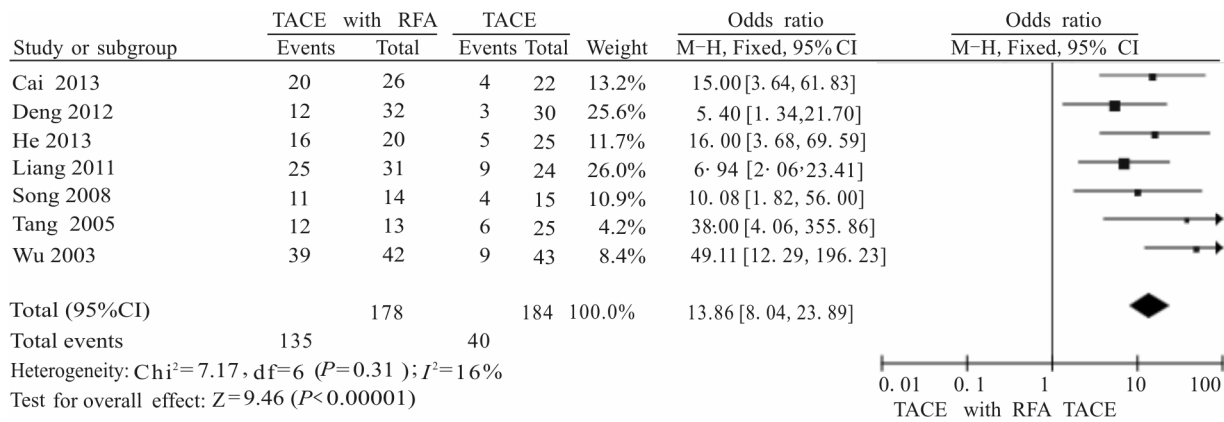 TACE with RFA TACE Odds ratio Odds ratio
Study or subgroup Events Total Events Total Weight M-H, Fixed, 95%CI M-H, Fixed, 95% CI
Cai 2013 20 26 4 22 13.2% 15.00 [3.64, 61.83]
Deng 2012 12 32 3 30 25.6% 5. 40 [1. 34,21.70]
He 2013 16 20 5 25 11.7% 16.00 [3.68, 69.59]
Liang 2011 25 31 9 24 26.0% 6· 94 [2· 06,23.41]
Song 2008 11 14 4 15 10.9% 10.08 [1.82, 56.00]
Tang 2005 12 13 6 25 4.2% 38·00 [4.06, 355.86]
Wu 2003 39 42 9 43 8.4% 49.11 [12. 29, 196. 23]
Total (95%CI) 178 184 100.0% 13.86 [8.04, 23.89]
Total events 135 40
Heterogeneity: Chi²=7.17, df=6 (P=0.31 ); I²=16%
Test for overall effect: Z=9.46 (P<0.00001)
0. 01 0.1 1 10 100
TACE with RFA TACE